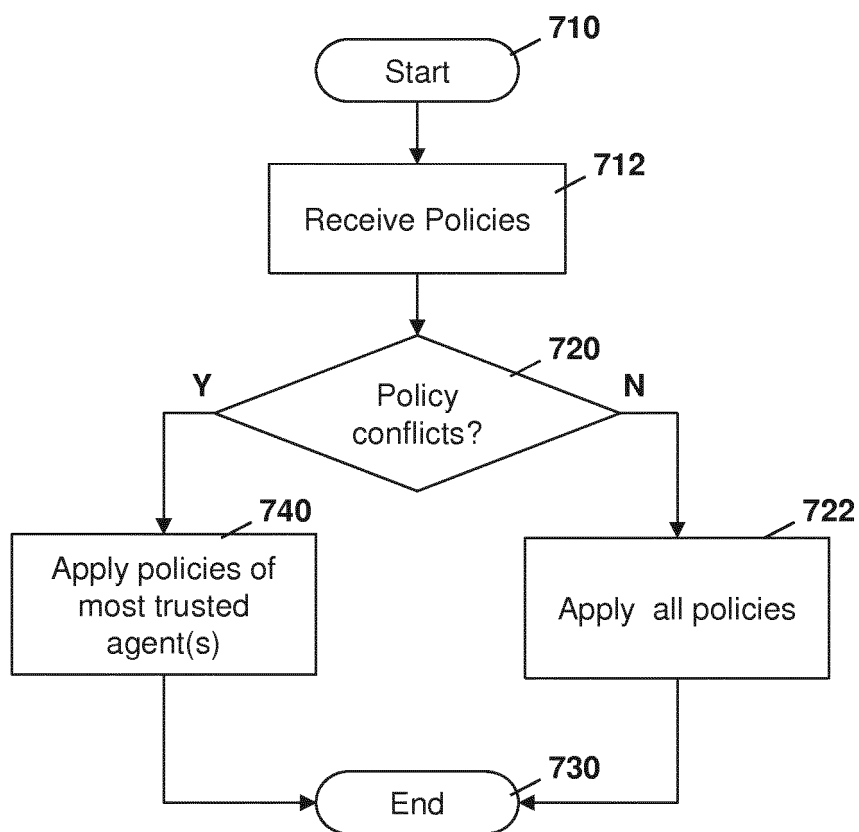 710
Start
712
Receive Policies
720
Y
N
Policy
conflicts?
740
722
Apply policies of
most trusted
agent(s)
Apply all policies
730
End